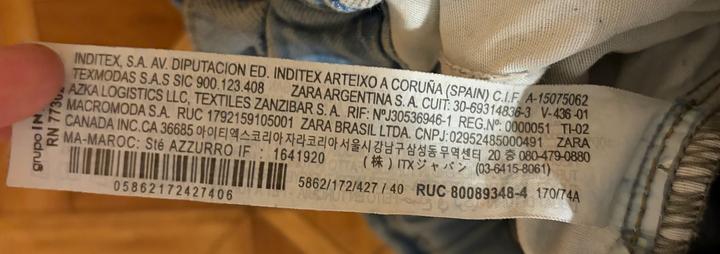 grupo IN
RN 77302
INDITEX, S.A. AV. DIPUTACION ED. INDITEX ARTEIXO A CORUÑA (SPAIN) C.I.F. A-15075062
TEXMODAS S.A.S SIC 900.123.408 ZARA ARGENTINA S.A. CUIT: 30-69314836-3 V-436-01
AZKA LOGISTICS LLC, TEXTILES ZANZIBAR S.A. RIF: NºJ30536946-1 REG.Nº: 0000051 TI-02
MACROMODA S.A. RUC 1792159105001 ZARA BRASIL LTDA. CNPJ: 02952485000491 ZARA
CANADA INC.CA 36685 아이티엑스코리아 자라코리아 서울시 강남구 삼성동 무역센터 20 층 080-479-0880
MA-MAROC: Sté AZZURRO IF : 1641920 (株) ITXジャパン (03-6415-8061)
05862172427406 5862/172/427 / 40 RUC 80089348-4 170/74A